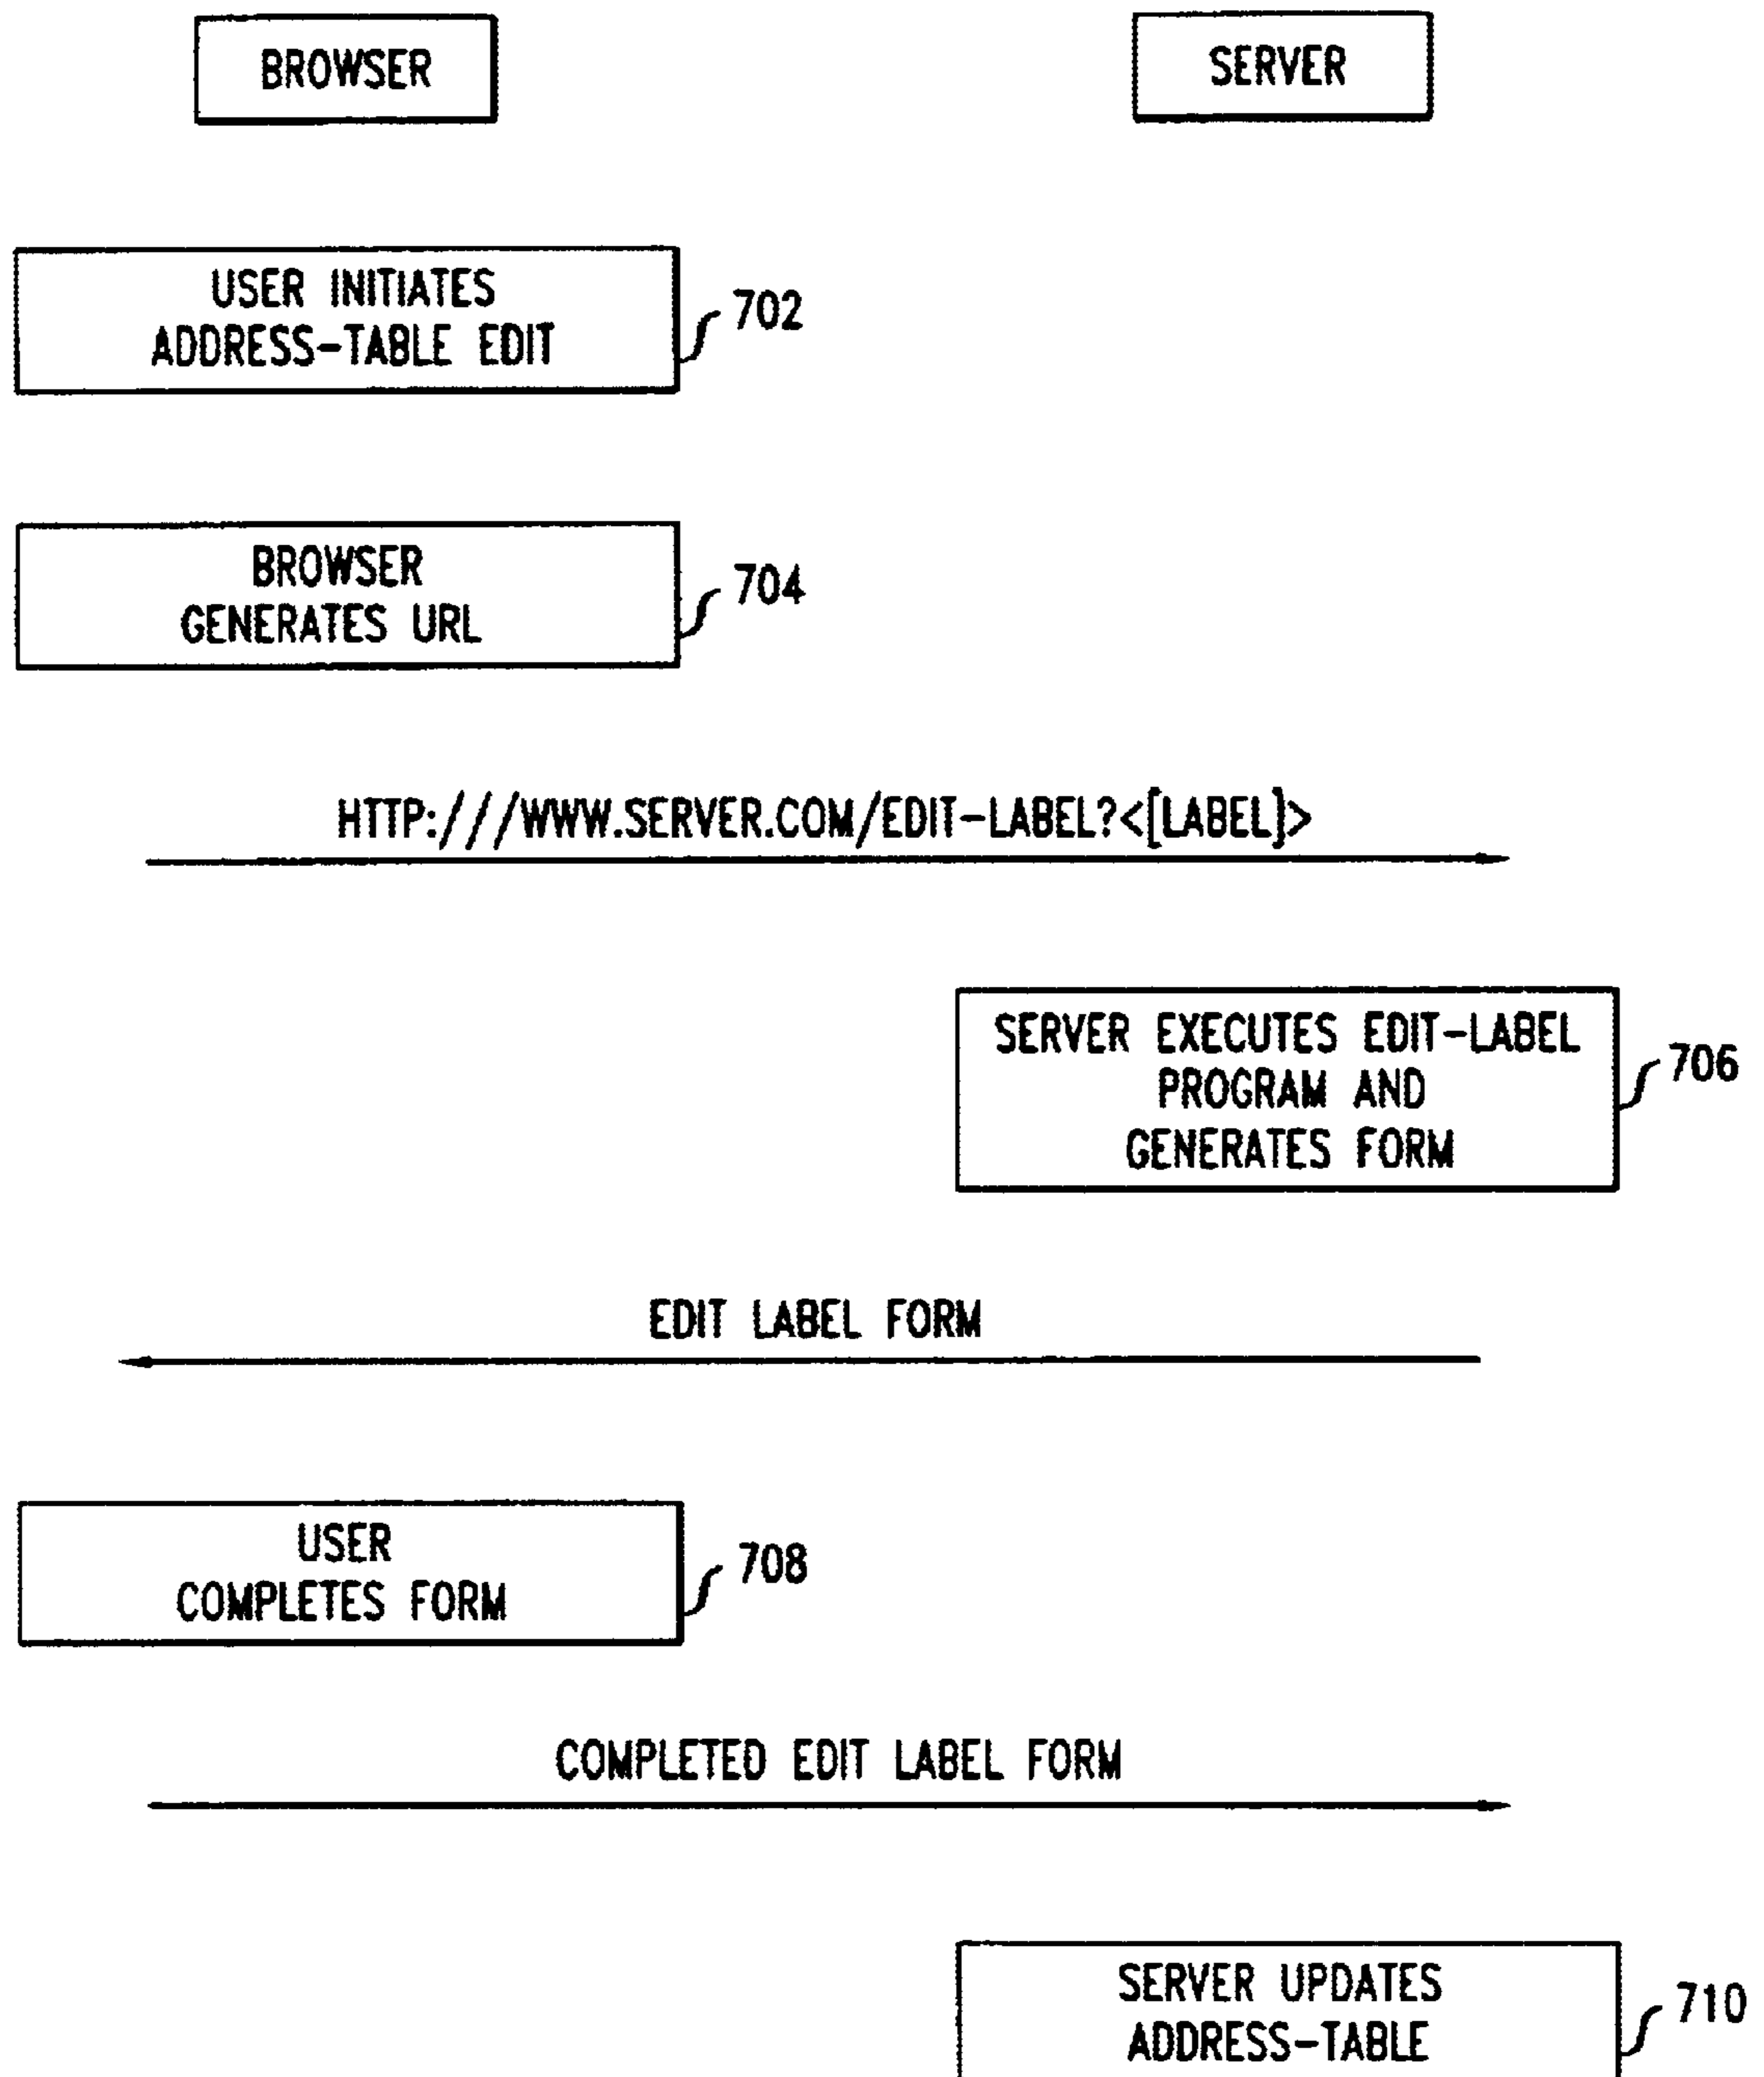 BROWSER
SERVER
USER INITIATES
ADDRESS-TABLE EDIT
702
BROWSER
GENERATES URL
704
HTTP:///WWW.SERVER.COM/EDIT-LABEL?<[LABEL]>
SERVER EXECUTES EDIT-LABEL
PROGRAM AND
GENERATES FORM
706
EDIT LABEL FORM
USER
COMPLETES FORM
708
COMPLETED EDIT LABEL FORM
SERVER UPDATES
ADDRESS-TABLE
710